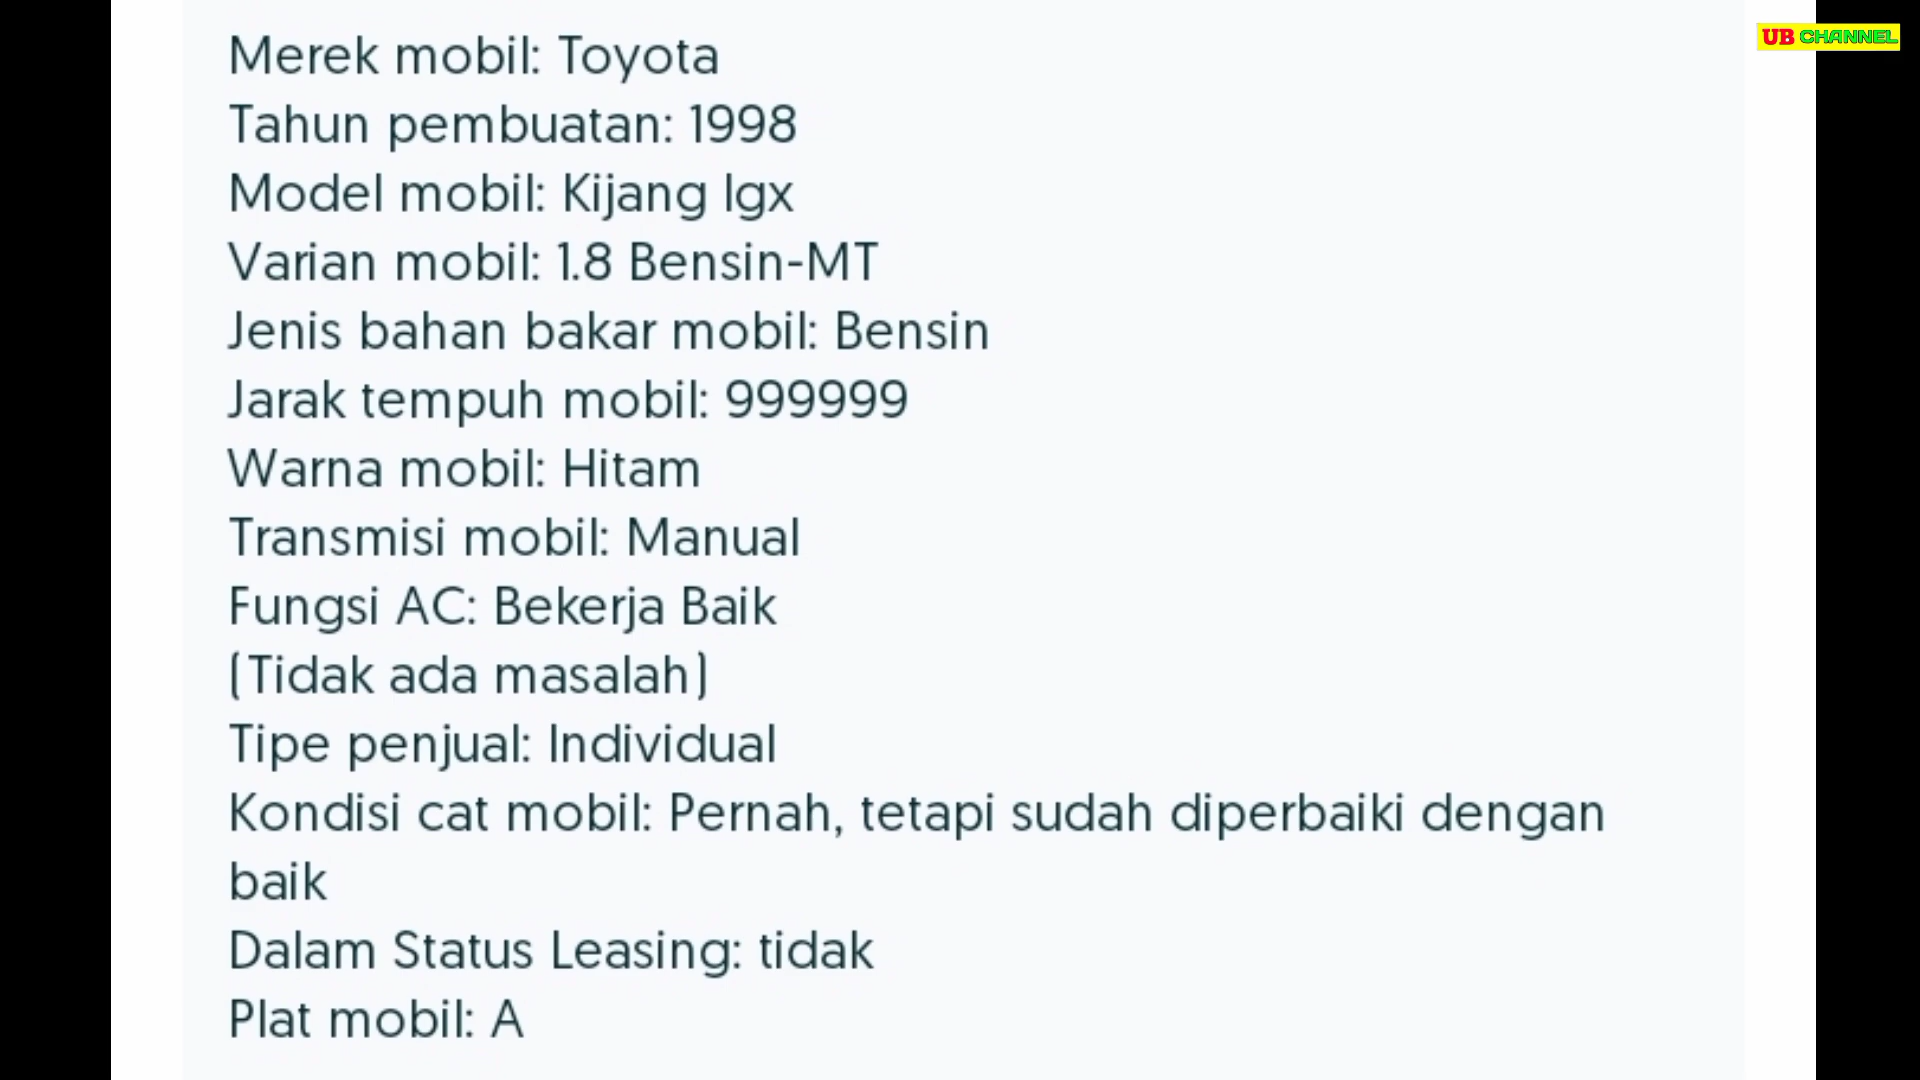 Merek mobil: Toyota
UB CHANNEL
Tahun pembuatan: 1998
Model mobil: Kijang lgx
Varian mobil: 1.8 Bensin-MT
Jenis bahan bakar mobil: Bensin
Jarak tempuh mobil: 999999
Warna mobil: Hitam
Transmisi mobil: Manual
Fungsi AC: Bekerja Baik
(Tidak ada masalah)
Tipe penjual: Individual
Kondisi cat mobil: Pernah, tetapi sudah diperbaiki dengan
baik
Dalam Status Leasing: tidak
Plat mobil: A